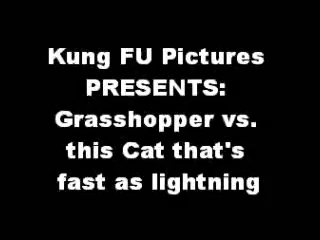 Kung FU Pictures
PRESENTS:
Grasshopper vs.
this Cat that's
fast as lightning